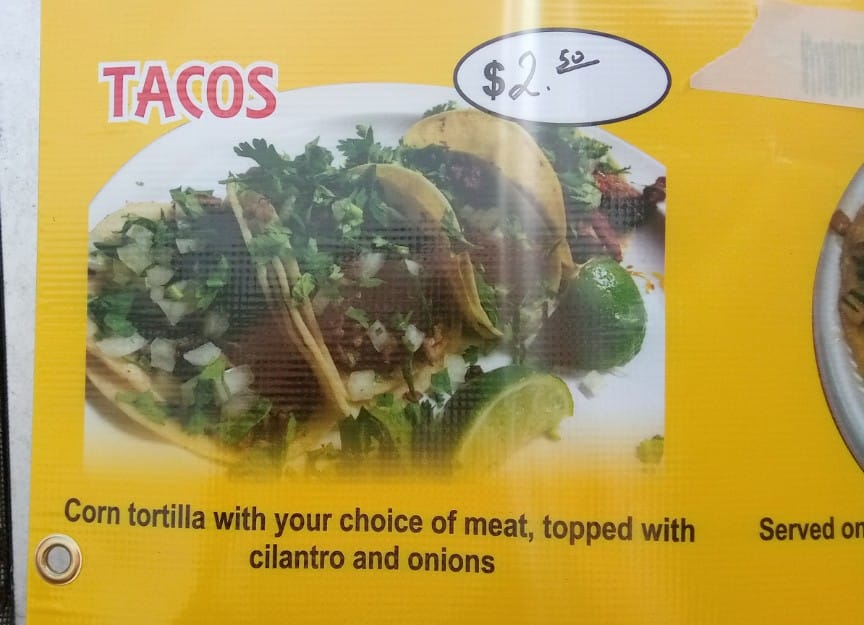 TACOS
$2.50
Corn tortilla with your choice of meat, topped with
cilantro and onions
Served on